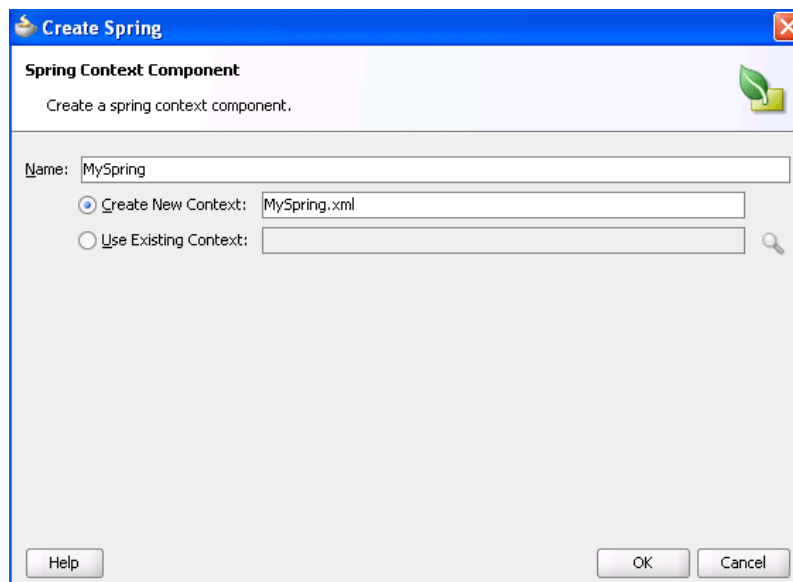 Create Spring
Spring Context Component
Create a spring context component.
Name: MySpring
Create New Context: MySpring.xml
Use Existing Context:
Help OK Cancel